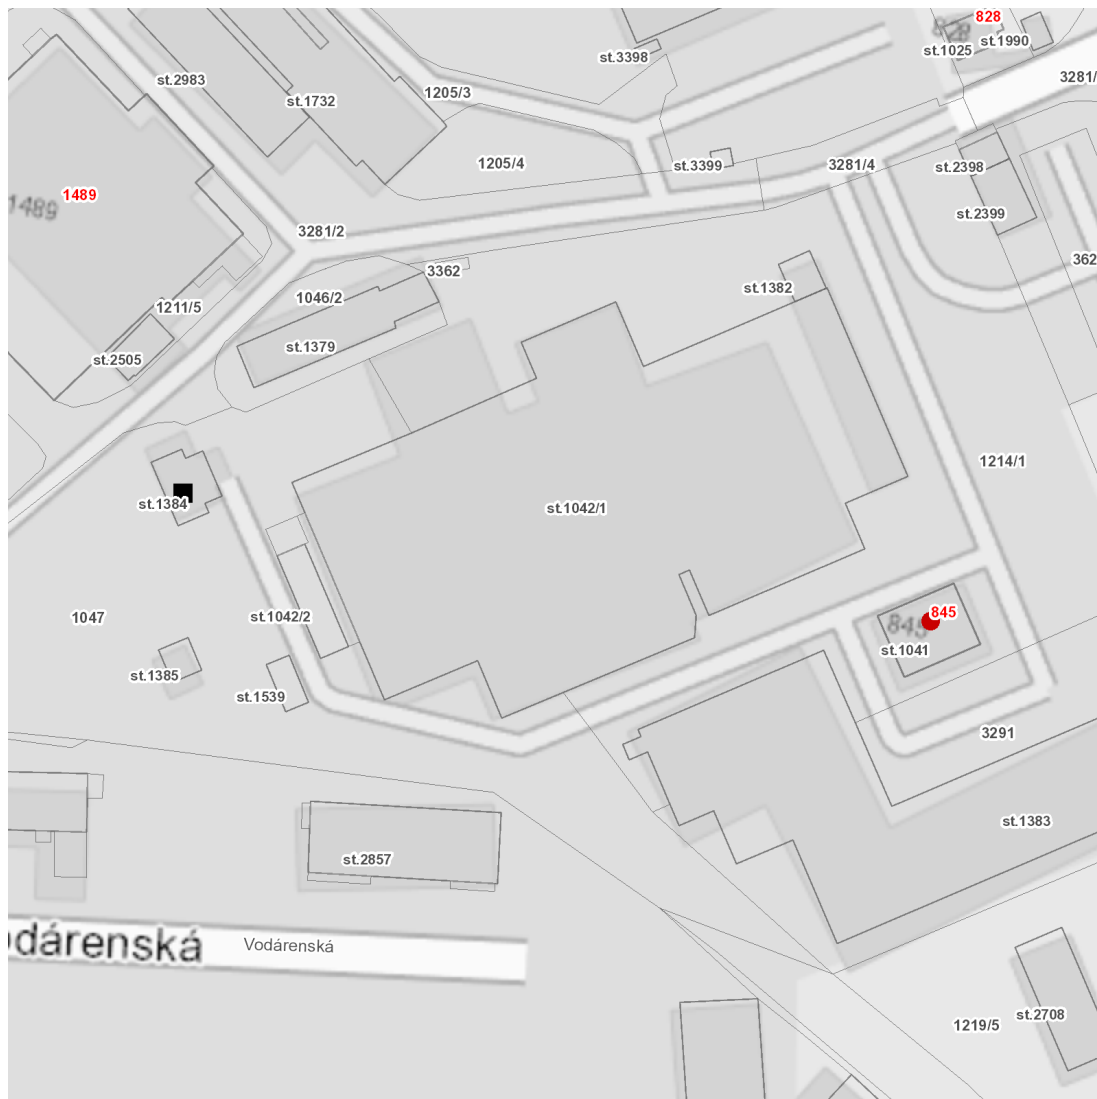 828
828
st.1990
st.1025
st.3398
3281/
st.2983
1205/3
st.1732
1205/4
st.3399
3281/4
st.2398
1489
1489
st.2399
3281/2
362
3362
st.1382
1046/2
1211/5
st.1379
st.2505
1214/1
st.1384
st.1042/1
845
845
1047
st.1042/2
st.1041
st.1385
st.1539
3291
st.1383
st.2857
odárenská
Vodárenská
st.2708
1219/5